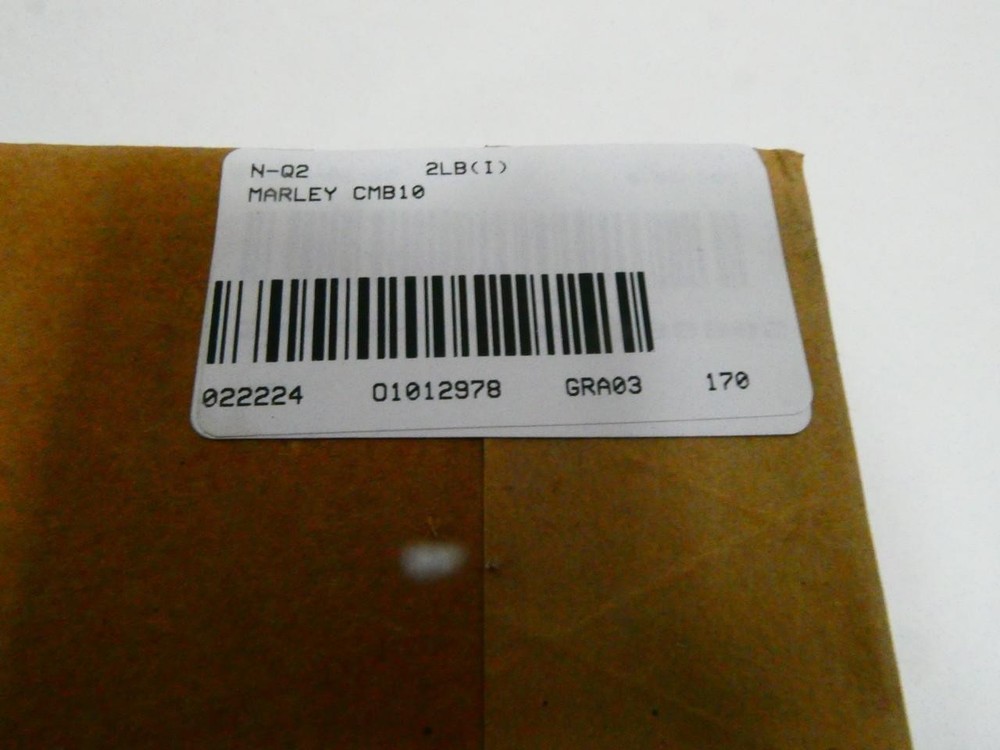 N-Q2 2LB(I)
MARLEY CMB10
022224 01012978 GRA03 170